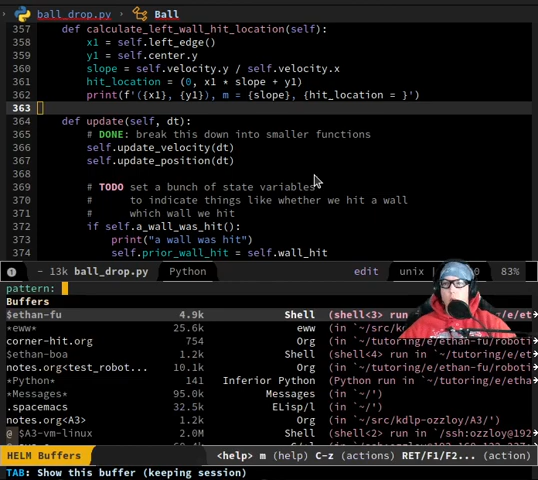 ball_drop.py › Ball
357 def calculate_left_wall_hit_location(self):
358 x1 = self.left_edge()
359 y1 = self.center.y
360 slope = self.velocity.y / self.velocity.x
361 hit_location = (0, x1 * slope + y1)
362 print(f'({x1}, {y1}), m = {slope}, {hit_location = }')
363
364 def update(self, dt):
365 # DONE: break this down into smaller functions
366 self.update_velocity(dt)
367 self.update_position(dt)
368
369 # TODO set a bunch of state variables
370 # to indicate things like whether we hit a wall
371 # which wall we hit
372 if self.a_wall_was_hit():
373 print("a wall was hit")
374 self.prior_wall_hit = self.wall_hit
1 - 13k ball_drop.py Python edit unix | 0 83%
pattern:
Buffers
$ethan-fu 4.9k Shell (shell<3> run /e/et
*eww* 25.6k eww (in `~/src/k
corner-hit.org 754 Org (in `~/tutoring/e/ethan-fu/roboti
$ethan-boa 1.2k Shell (shell<4> run in `~/tutoring/e/etha
notes.org<test_robot... 10.1k Org (in `~/tutoring/e/ethan-fu/roboti
*Python* 141 Inferior Python (Python run in `~/tutoring/e/etha
*Messages* 95.0k Messages (in `~/')
.spacemacs 32.5k ELisp/l (in `~/')
notes.org<A3> 1.2k Org (in `~/src/kdlp-ozzloy/A3/')
@ $A3-vm-linux 2.0M Shell (shell<2> run in `/ssh:ozzloy@192
HELM Buffers <help> m (help) C-z (actions) RET/F1/F2... (action)
TAB: Show this buffer (keeping session)